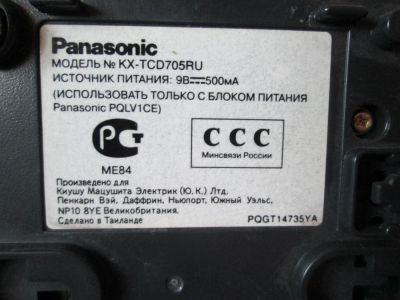 Panasonic
МОДЕЛЬ № KX-TCD705RU
ИСТОЧНИК ПИТАНИЯ: 9В⎓500мА
(ИСПОЛЬЗОВАТЬ ТОЛЬКО С БЛОКОМ ПИТАНИЯ
Panasonic PQLV1CE)
РСТ
ME84
ССС
Минсвязи России
Произведено для
Киушу Мацушита Электрик (Ю. К.) Лтд.
Пенкарн Вэй, Даффрин, Ньюпорт, Южный Уэльс,
NP10 8YE Великобритания.
Сделано в Таиланде
PQGT14735YA